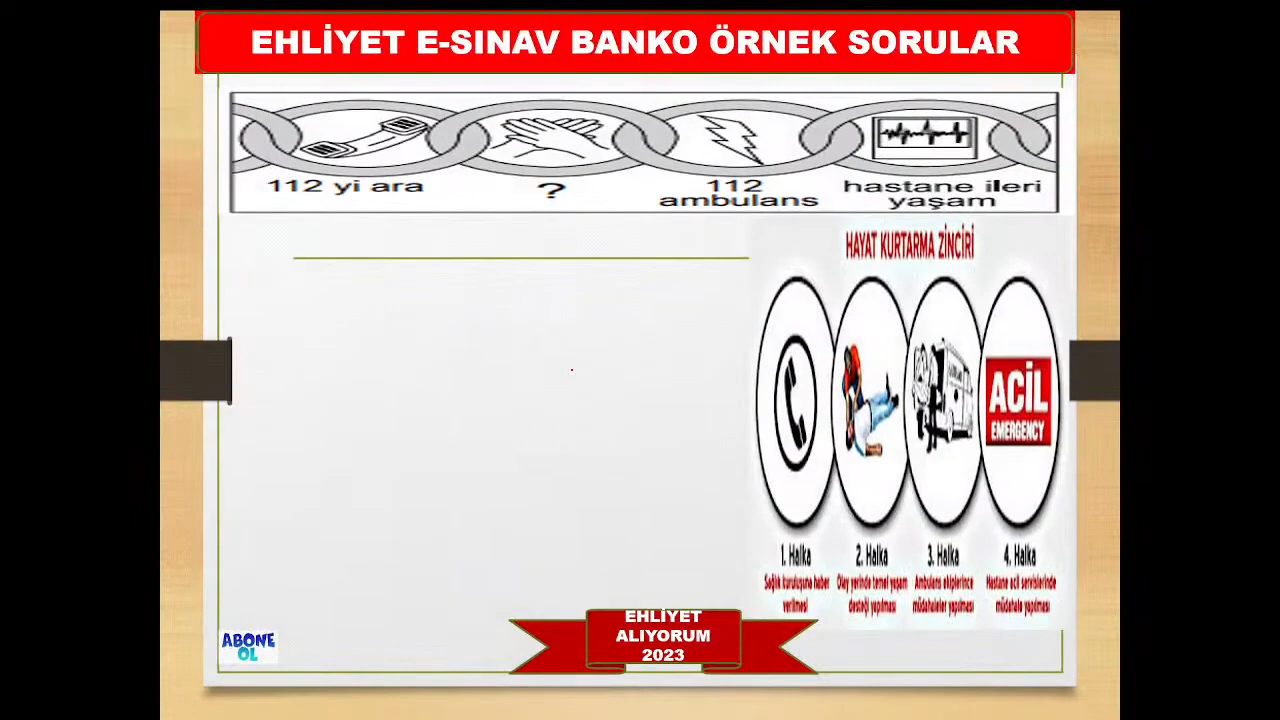 EHLİYET E-SINAV BANKO ÖRNEK SORULAR
112 yi ara
?
112
ambulans
hastane ileri
yaşam
HAYAT KURTARMA ZİNCİRİ
ACİL
EMERGENCY
1. Halka
Sağlık kuruluşuna haber
verilmesi
2. Halka
Olay yerinde temel yaşam
desteği yapılması
3. Halka
Ambulans ekiplerince
müdahaleler yapılması
4. Halka
Hastane acil servislerinde
müdahale yapılması
EHLİYET
ALIYORUM
2023
ABONE
OL